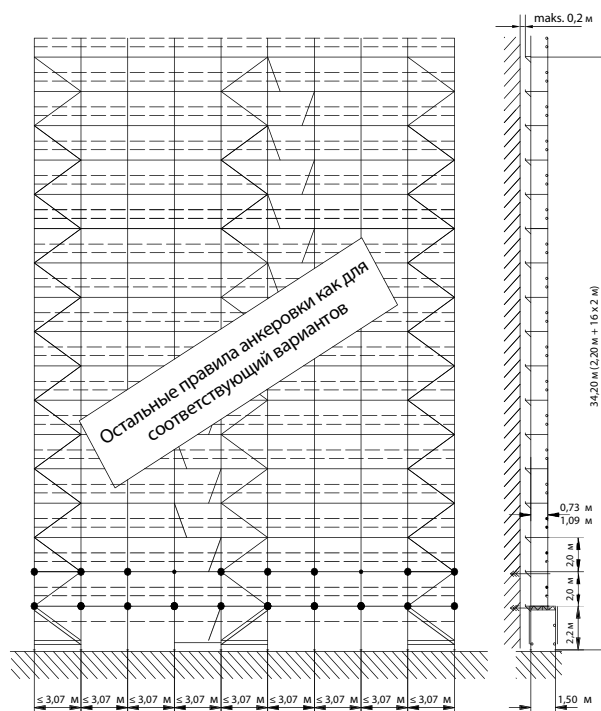 maks. 0,2 м
Остальные правила анкеровки как для
соответствующий вариантов
34,20 м (2,20 м + 16 x 2 м)
0,73 м
1,09 м
2,0 м
2,0 м
2,2 м
≤ 3,07 м ≤ 3,07 м ≤ 3,07 м ≤ 3,07 м ≤ 3,07 м ≤ 3,07 м ≤ 3,07 м ≤ 3,07 м ≤ 3,07 м 1,50 м